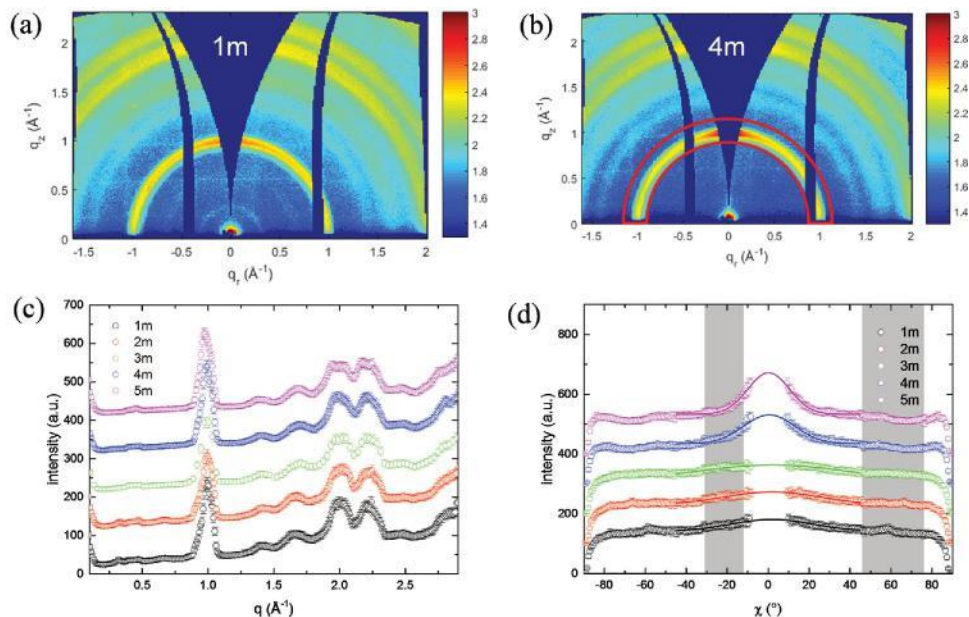 (a)
1m
q_z (Å⁻¹)
2
1.5
1
0.5
0
-1.5 -1 -0.5 0 0.5 1 1.5 2
q_r (Å⁻¹)
3
2.8
2.6
2.4
2.2
2
1.8
1.6
1.4
(b)
4m
q_z (Å⁻¹)
2
1.5
1
0.5
0
-1.5 -1 -0.5 0 0.5 1 1.5 2
q_r (Å⁻¹)
3
2.8
2.6
2.4
2.2
2
1.8
1.6
1.4
(c)
intensity (a.u.)
700
600
500
400
300
200
100
0
1m
2m
3m
4m
5m
0.5 1.0 1.5 2.0 2.5
q (Å⁻¹)
(d)
intensity (a.u.)
800
600
400
200
0
1m
2m
3m
4m
5m
-80 -60 -40 -20 0 20 40 60 80
χ (°)